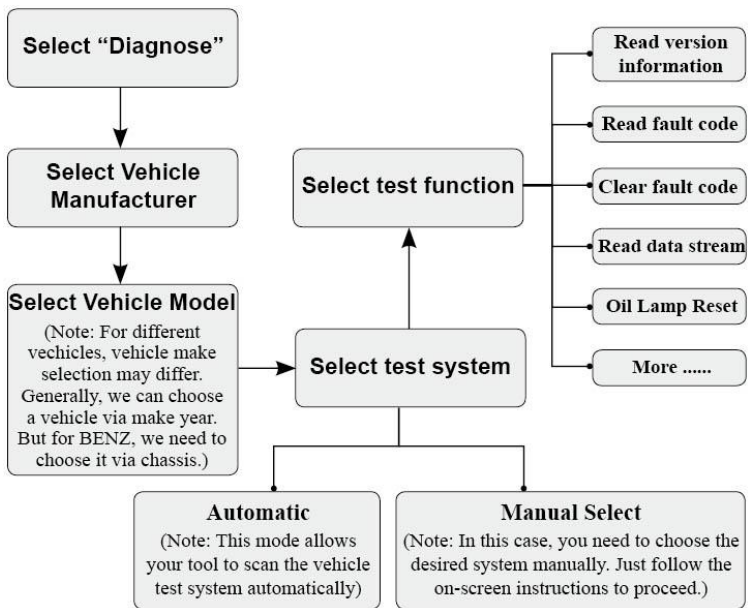 Select “Diagnose”
Select Vehicle
Manufacturer
Select Vehicle Model
(Note: For different
vechicles, vehicle make
selection may differ.
Generally, we can choose
a vehicle via make year.
But for BENZ, we need to
choose it via chassis.)
Select test system
Automatic
(Note: This mode allows
your tool to scan the vehicle
test system automatically)
Manual Select
(Note: In this case, you need to choose the
desired system manually. Just follow the
on-screen instructions to proceed.)
Select test function
Read version
information
Read fault code
Clear fault code
Read data stream
Oil Lamp Reset
More ......